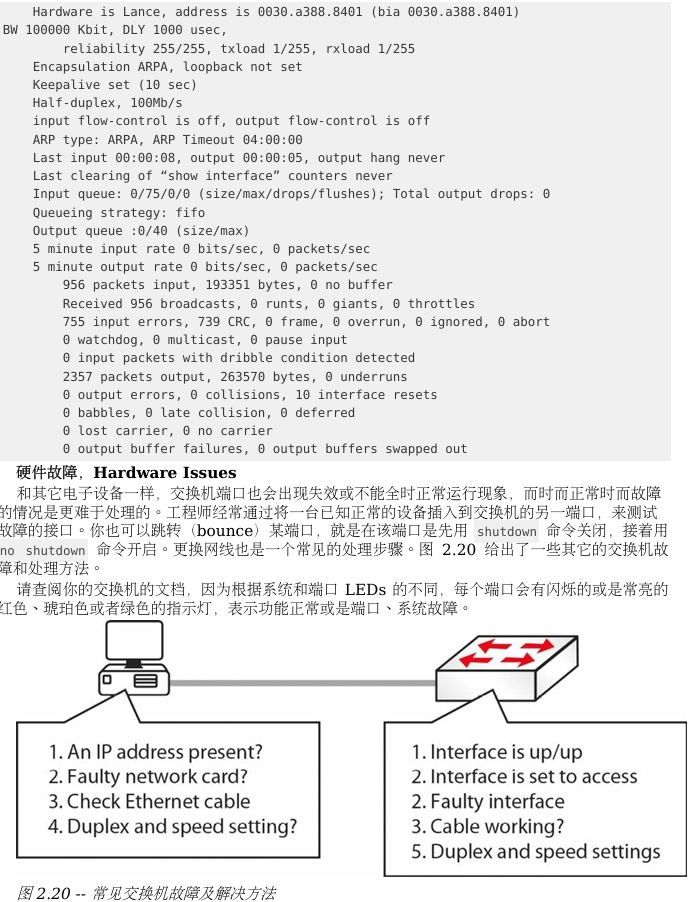 Hardware is Lance, address is 0030.a388.8401 (bia 0030.a388.8401)
BW 100000 Kbit, DLY 1000 usec,
reliability 255/255, txload 1/255, rxload 1/255
Encapsulation ARPA, loopback not set
Keepalive set (10 sec)
Half-duplex, 100Mb/s
input flow-control is off, output flow-control is off
ARP type: ARPA, ARP Timeout 04:00:00
Last input 00:00:08, output 00:00:05, output hang never
Last clearing of “show interface” counters never
Input queue: 0/75/0/0 (size/max/drops/flushes); Total output drops: 0
Queueing strategy: fifo
Output queue :0/40 (size/max)
5 minute input rate 0 bits/sec, 0 packets/sec
5 minute output rate 0 bits/sec, 0 packets/sec
956 packets input, 193351 bytes, 0 no buffer
Received 956 broadcasts, 0 runts, 0 giants, 0 throttles
755 input errors, 739 CRC, 0 frame, 0 overrun, 0 ignored, 0 abort
0 watchdog, 0 multicast, 0 pause input
0 input packets with dribble condition detected
2357 packets output, 263570 bytes, 0 underruns
0 output errors, 0 collisions, 10 interface resets
0 babbles, 0 late collision, 0 deferred
0 lost carrier, 0 no carrier
0 output buffer failures, 0 output buffers swapped out
硬件故障，Hardware Issues
和其它电子设备一样，交换机端口也会出现失效或不能全时正常运行现象，而时而正常时而故障
的情况是更难于处理的。工程师经常通过将一台已知正常的设备插入到交换机的另一端口，来测试
故障的接口。你也可以跳转（bounce）某端口，就是在该端口是先用 shutdown 命令关闭，接着用
no shutdown 命令开启。更换网线也是一个常见的处理步骤。图 2.20 给出了一些其它的交换机故
障和处理方法。
请查阅你的交换机的文档，因为根据系统和端口 LEDs 的不同，每个端口会有闪烁的或是常亮的
红色、琥珀色或者绿色的指示灯，表示功能正常或是端口、系统故障。
1. An IP address present?
2. Faulty network card?
3. Check Ethernet cable
4. Duplex and speed setting?
1. Interface is up/up
2. Interface is set to access
2. Faulty interface
3. Cable working?
5. Duplex and speed settings
图 2.20 -- 常见交换机故障及解决方法